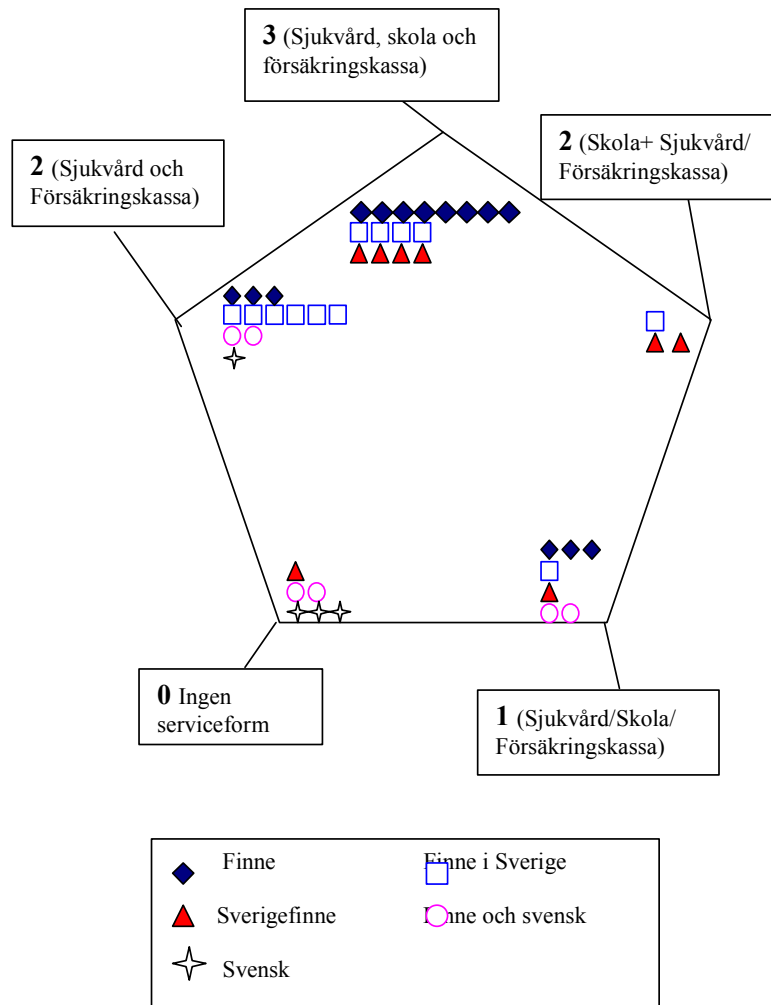 3 (Sjukvård, skola och
försäkringskassa)
2 (Sjukvård och
Försäkringskassa)
2 (Skola+ Sjukvård/
Försäkringskassa)
0 Ingen
serviceform
1 (Sjukvård/Skola/
Försäkringskassa)
Finne
Finne i Sverige
Sverigefinne
Finne och svensk
Svensk